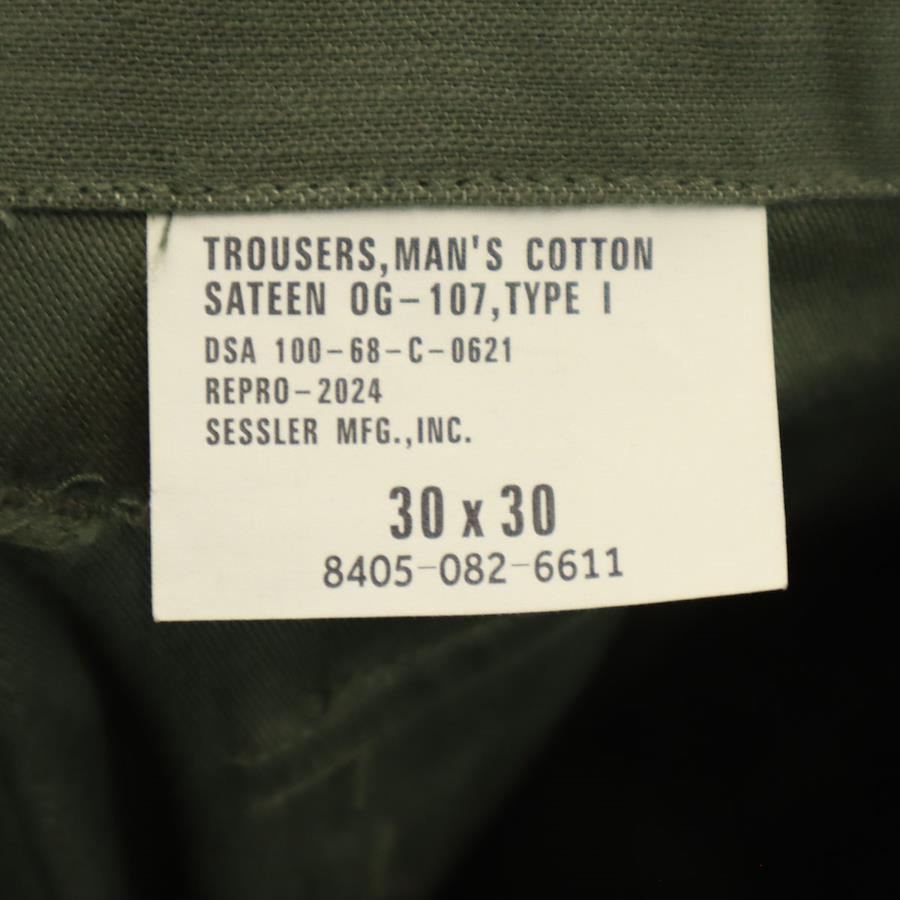 TROUSERS,MAN'S COTTON
SATEEN OG-107,TYPE I
DSA 100-68-C-0621
REPRO-2024
SESSLER MFG.,INC.
30 x 30
8405-082-6611